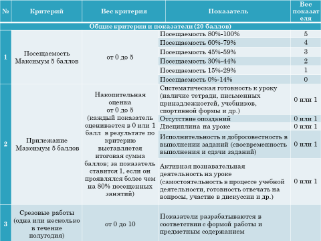 №
Критерий
Вес критерия
Показатель
Вес
показат
еля
Общие критерии и показатели (20 баллов)
1
Посещаемость
Максимум 5 баллов
от 0 до 5
Посещаемость 80%-100%
5
Посещаемость 60%-79%
4
Посещаемость 45%-59%
3
Посещаемость 30%-44%
2
Посещаемость 15%-29%
1
Посещаемость 0%-14%
0
2
Прилежание
Максимум 5 баллов
Накопительная
оценка
от 0 до 5
(каждый показатель
оценивается в 0 или 1
балл в результате по
критерию
выставляется
итоговая сумма
баллов; за показатель
ставится 1, если он
проявлялся более чем
на 80% посещенных
занятий)
Систематическая готовность к уроку
(наличие тетради, письменных
принадлежностей, учебников,
спортивной формы и др.)
0 или 1
Отсутствие опозданий
0 или 1
Дисциплина на уроке
0 или 1
Исполнительность и добросовестность в
выполнении заданий (своевременность
выполнения и сдачи заданий)
0 или 1
Активная познавательная
деятельность на уроке
(самостоятельность в процессе учебной
деятельности, готовность отвечать на
вопросы, участие в дискуссии и др.)
0 или 1
3
Срезовые работы
(одна или несколько
в течение
полугодия)
от 0 до 10
Показатели разрабатываются в
соответствии с формой работы и
предметным содержанием